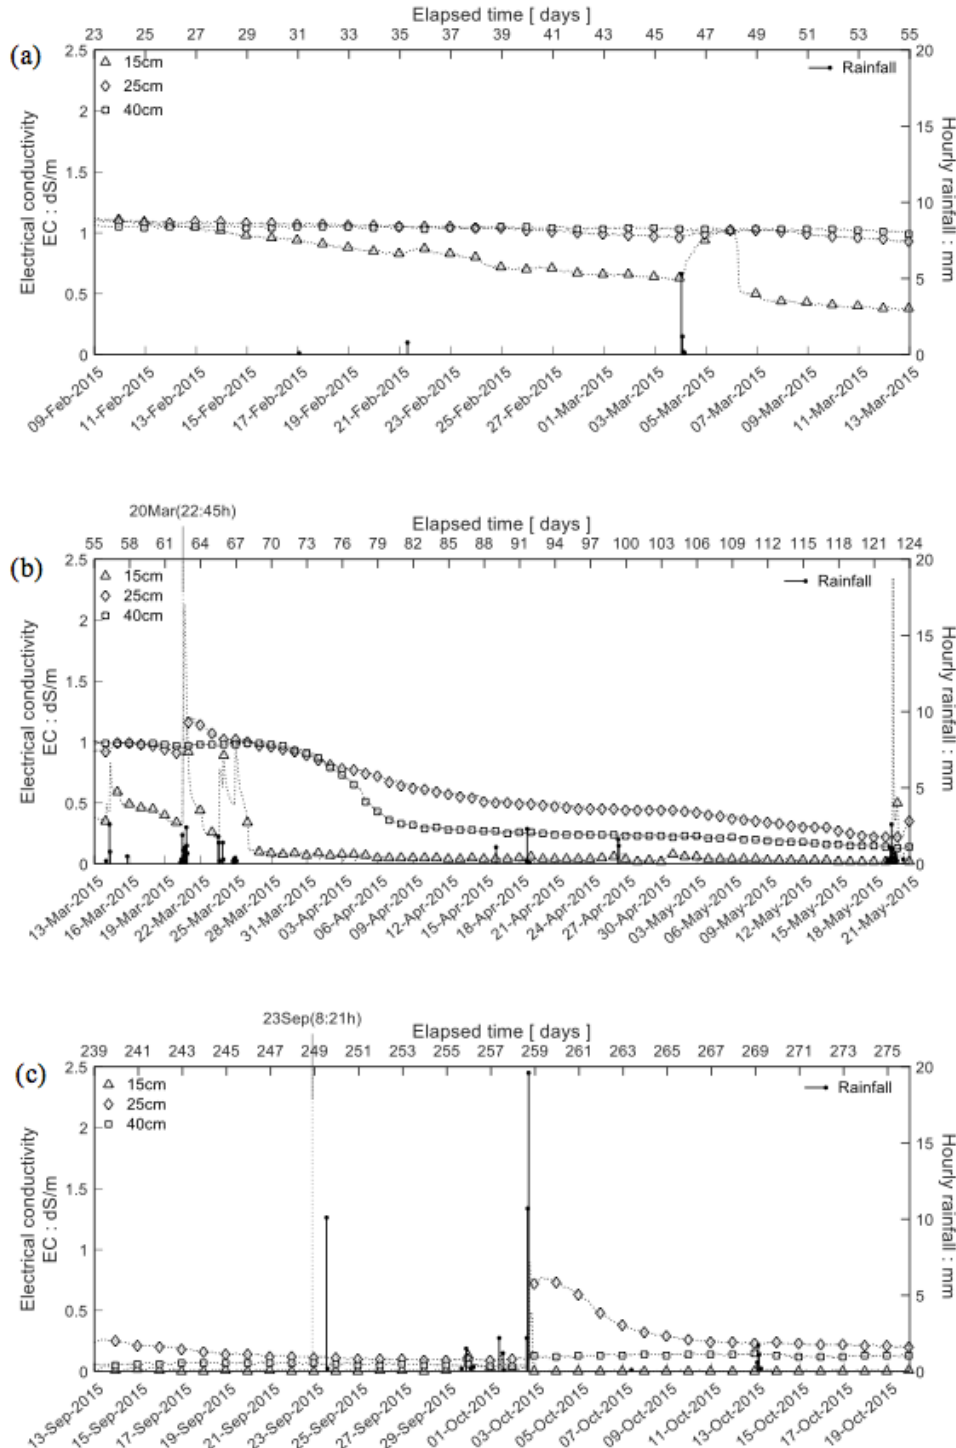 Elapsed time [ days ]
23 25 27 29 31 33 35 37 39 41 43 45 47 49 51 53 55
(a)
2.5 20
15cm Rainfall
25cm
40cm
2
15
1.5
Electrical conductivity
EC : dS/m
Hourly rainfall : mm
10
1
5
0.5
0 0
09-Feb-2015 11-Feb-2015 13-Feb-2015 15-Feb-2015 17-Feb-2015 19-Feb-2015 21-Feb-2015 23-Feb-2015 25-Feb-2015 27-Feb-2015 01-Mar-2015 03-Mar-2015 05-Mar-2015 07-Mar-2015 09-Mar-2015 11-Mar-2015 13-Mar-2015
20Mar(22:45h)
Elapsed time [ days ]
55 58 61 64 67 70 73 76 79 82 85 88 91 94 97 100 103 106 109 112 115 118 121 124
(b)
2.5 20
15cm Rainfall
25cm
40cm
2
15
1.5
Electrical conductivity
EC : dS/m
Hourly rainfall : mm
10
1
5
0.5
0 0
13-Mar-2015 16-Mar-2015 19-Mar-2015 22-Mar-2015 25-Mar-2015 28-Mar-2015 31-Mar-2015 03-Apr-2015 06-Apr-2015 09-Apr-2015 12-Apr-2015 15-Apr-2015 18-Apr-2015 21-Apr-2015 24-Apr-2015 27-Apr-2015 30-Apr-2015 03-May-2015 06-May-2015 09-May-2015 12-May-2015 15-May-2015 18-May-2015 21-May-2015
23Sep(8:21h)
Elapsed time [ days ]
239 241 243 245 247 249 251 253 255 257 259 261 263 265 267 269 271 273 275
(c)
2.5 20
15cm Rainfall
25cm
40cm
2
15
1.5
Electrical conductivity
EC : dS/m
Hourly rainfall : mm
10
1
5
0.5
0 0
13-Sep-2015 15-Sep-2015 17-Sep-2015 19-Sep-2015 21-Sep-2015 23-Sep-2015 25-Sep-2015 27-Sep-2015 29-Sep-2015 01-Oct-2015 03-Oct-2015 05-Oct-2015 07-Oct-2015 09-Oct-2015 11-Oct-2015 13-Oct-2015 15-Oct-2015 17-Oct-2015 19-Oct-2015